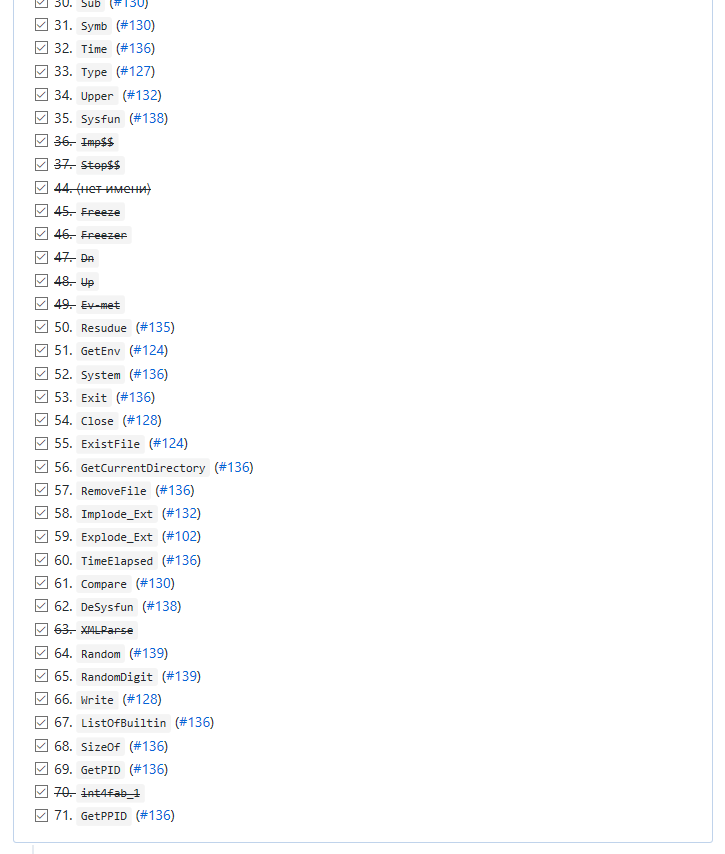 30. Sub (#130)
31. Symb (#130)
32. Time (#136)
33. Type (#127)
34. Upper (#132)
35. Sysfun (#138)
36. Imp$$
37. Stop$$
44. (нет имени)
45. Freeze
46. Freezer
47. Dn
48. Up
49. Ev-met
50. Resudue (#135)
51. GetEnv (#124)
52. System (#136)
53. Exit (#136)
54. Close (#128)
55. ExistFile (#124)
56. GetCurrentDirectory (#136)
57. RemoveFile (#136)
58. Implode_Ext (#132)
59. Explode_Ext (#102)
60. TimeElapsed (#136)
61. Compare (#130)
62. DeSysfun (#138)
63. XMLParse
64. Random (#139)
65. RandomDigit (#139)
66. Write (#128)
67. ListOfBuiltin (#136)
68. SizeOf (#136)
69. GetPID (#136)
70. int4fab_1
71. GetPPID (#136)